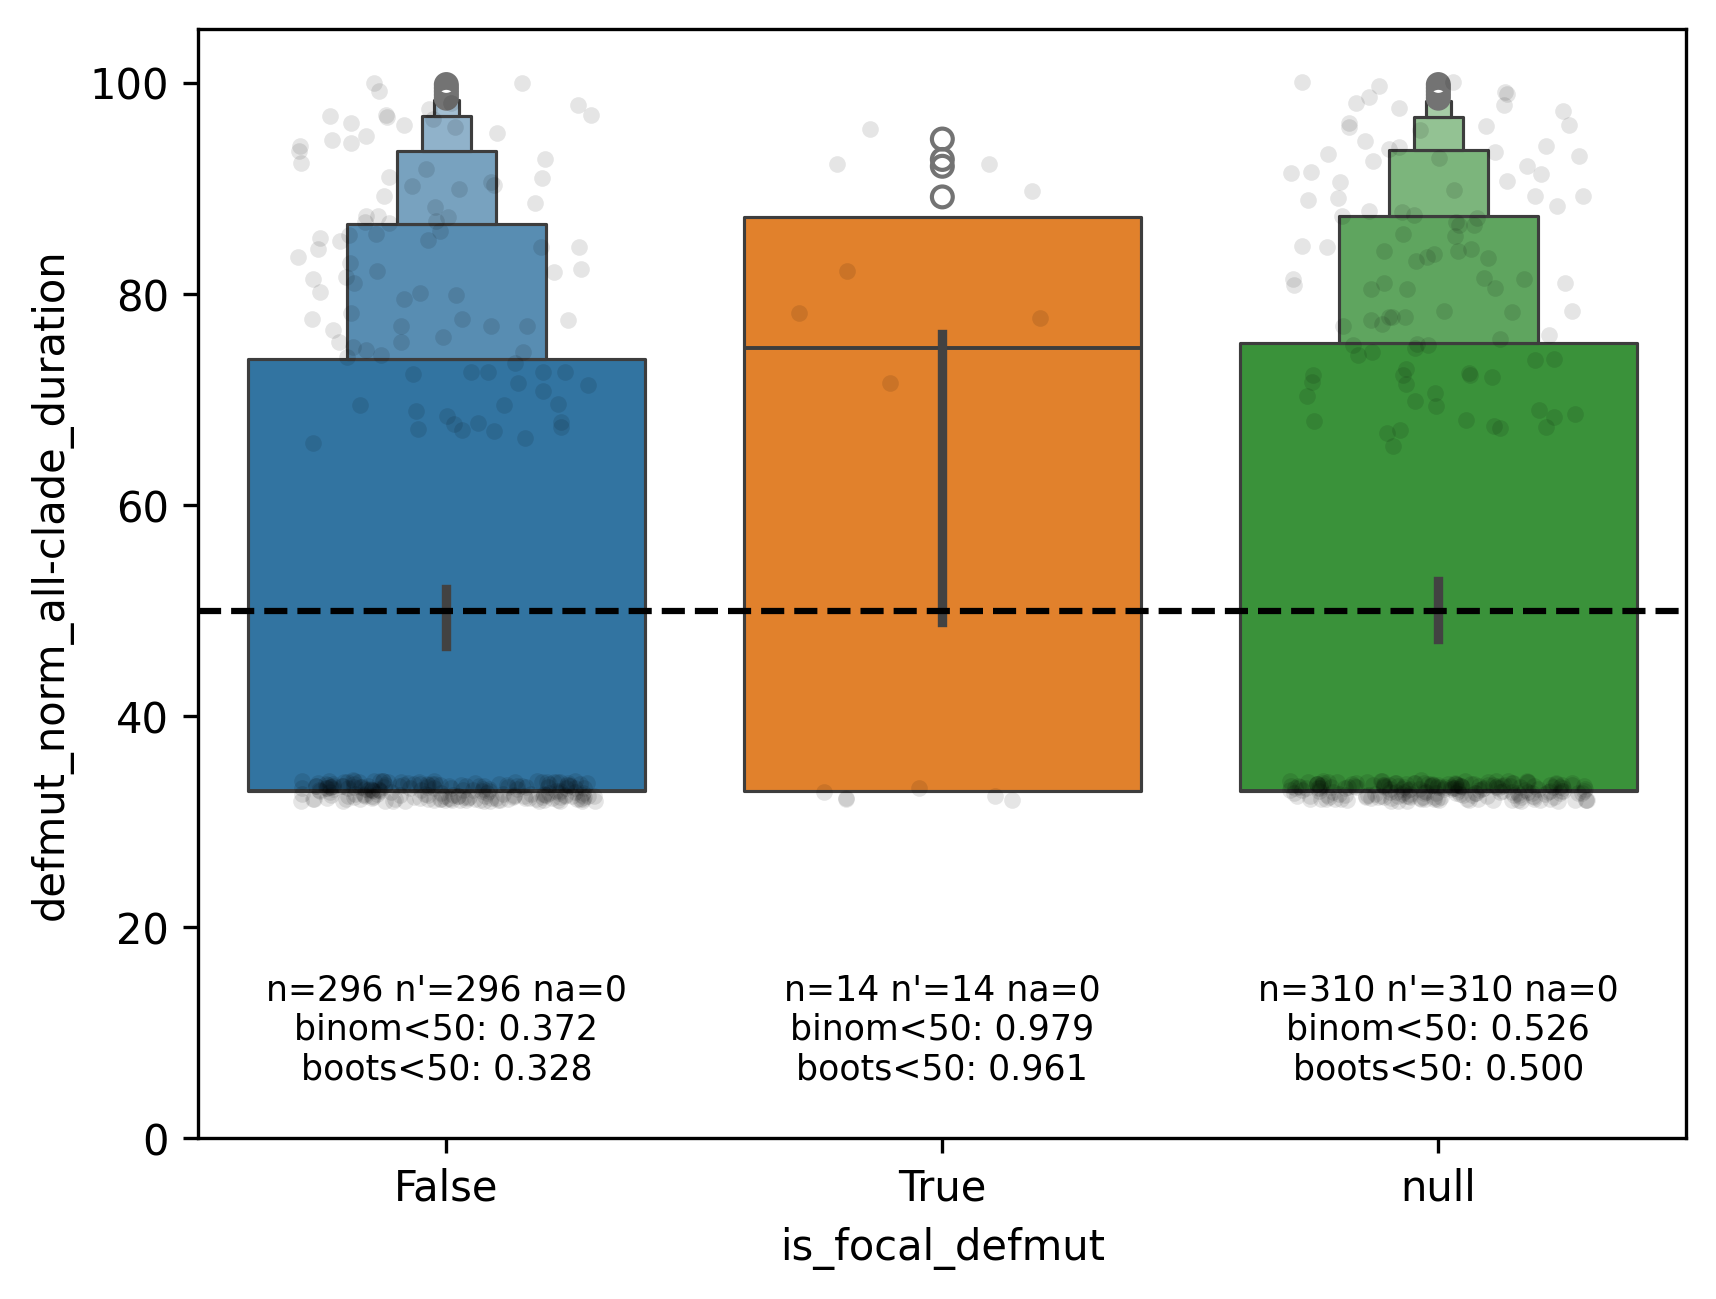 100
80
60
40
20
0
defmut_norm_all-clade_duration
n=296 n'=296 na=0
binom<50: 0.372
boots<50: 0.328
n=14 n'=14 na=0
binom<50: 0.979
boots<50: 0.961
n=310 n'=310 na=0
binom<50: 0.526
boots<50: 0.500
False
True
null
is_focal_defmut